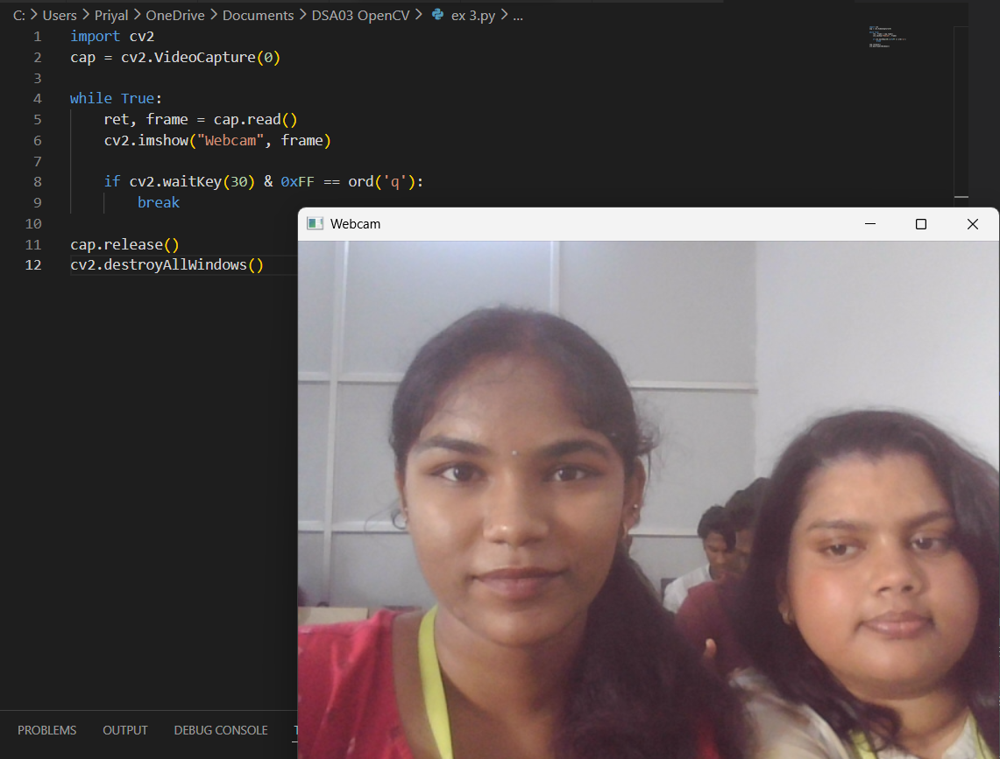 C: > Users > Priyal > OneDrive > Documents > DSA03 OpenCV > ex 3.py > ...
1 import cv2
2 cap = cv2.VideoCapture(0)
3
4 while True:
5     ret, frame = cap.read()
6     cv2.imshow("Webcam", frame)
7
8     if cv2.waitKey(30) & 0xFF == ord('q'):
9         break
10
11 cap.release()
12 cv2.destroyAllWindows()
Webcam
PROBLEMS OUTPUT DEBUG CONSOLE